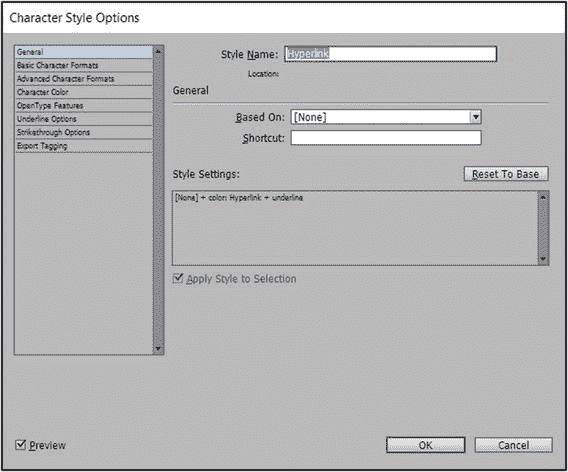 Character Style Options
General
Basic Character Formats
Advanced Character Formats
Character Color
OpenType Features
Underline Options
Strikethrough Options
Export Tagging
Style Name: Hyperlink
Location:
General
Based On: [None]
Shortcut:
Style Settings:
Reset To Base
[None] + color: Hyperlink + underline
Apply Style to Selection
Preview
OK
Cancel